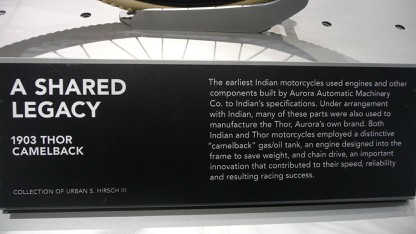 A SHARED
LEGACY
1903 THOR
CAMELBACK
COLLECTION OF URBAN S. HIRSCH III
The earliest Indian motorcycles used engines and other
components built by Aurora Automatic Machinery
Co. to Indian's specifications. Under arrangement
with Indian, many of these parts were also used to
manufacture the Thor, Aurora's own brand. Both
Indian and Thor motorcycles employed a distinctive
"camelback" gas/oil tank, an engine designed into the
frame to save weight, and chain drive, an important
innovation that contributed to their speed, reliability
and resulting racing success.